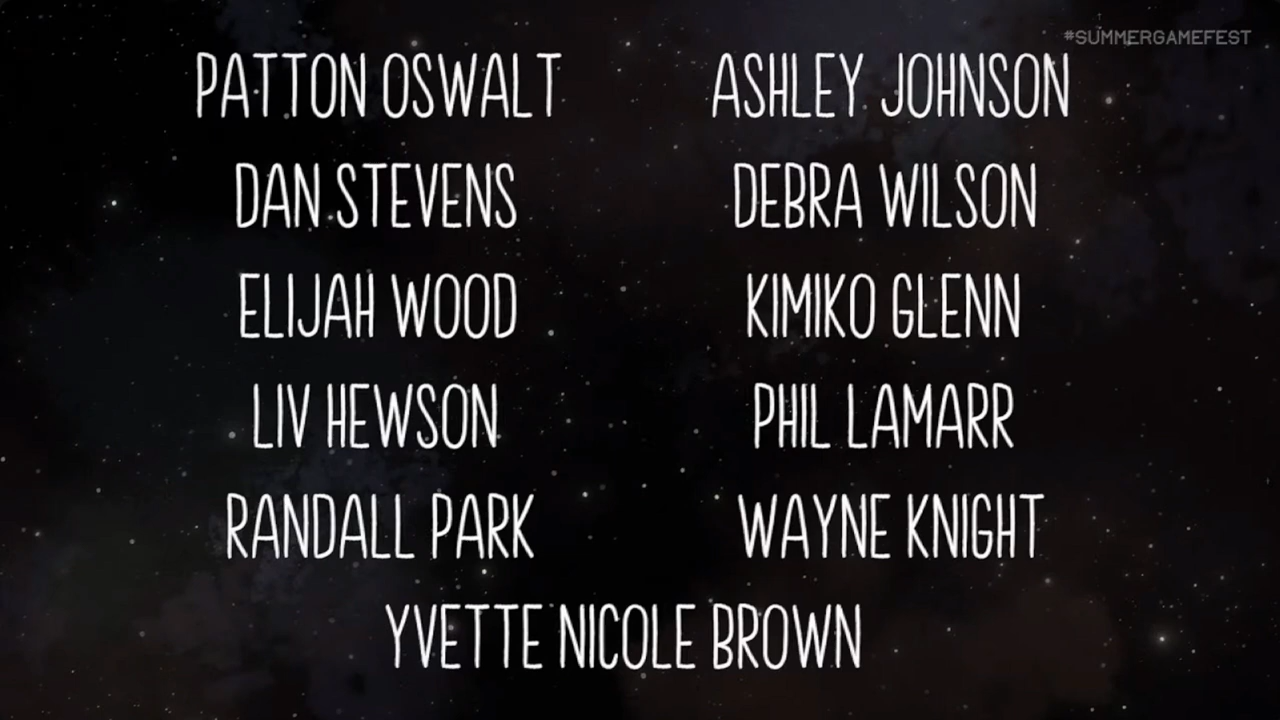 #SUMMERGAMEFEST
PATTON OSWALT
ASHLEY JOHNSON
DAN STEVENS
DEBRA WILSON
ELIJAH WOOD
KIMIKO GLENN
LIV HEWSON
PHIL LAMARR
RANDALL PARK
WAYNE KNIGHT
YVETTE NICOLE BROWN